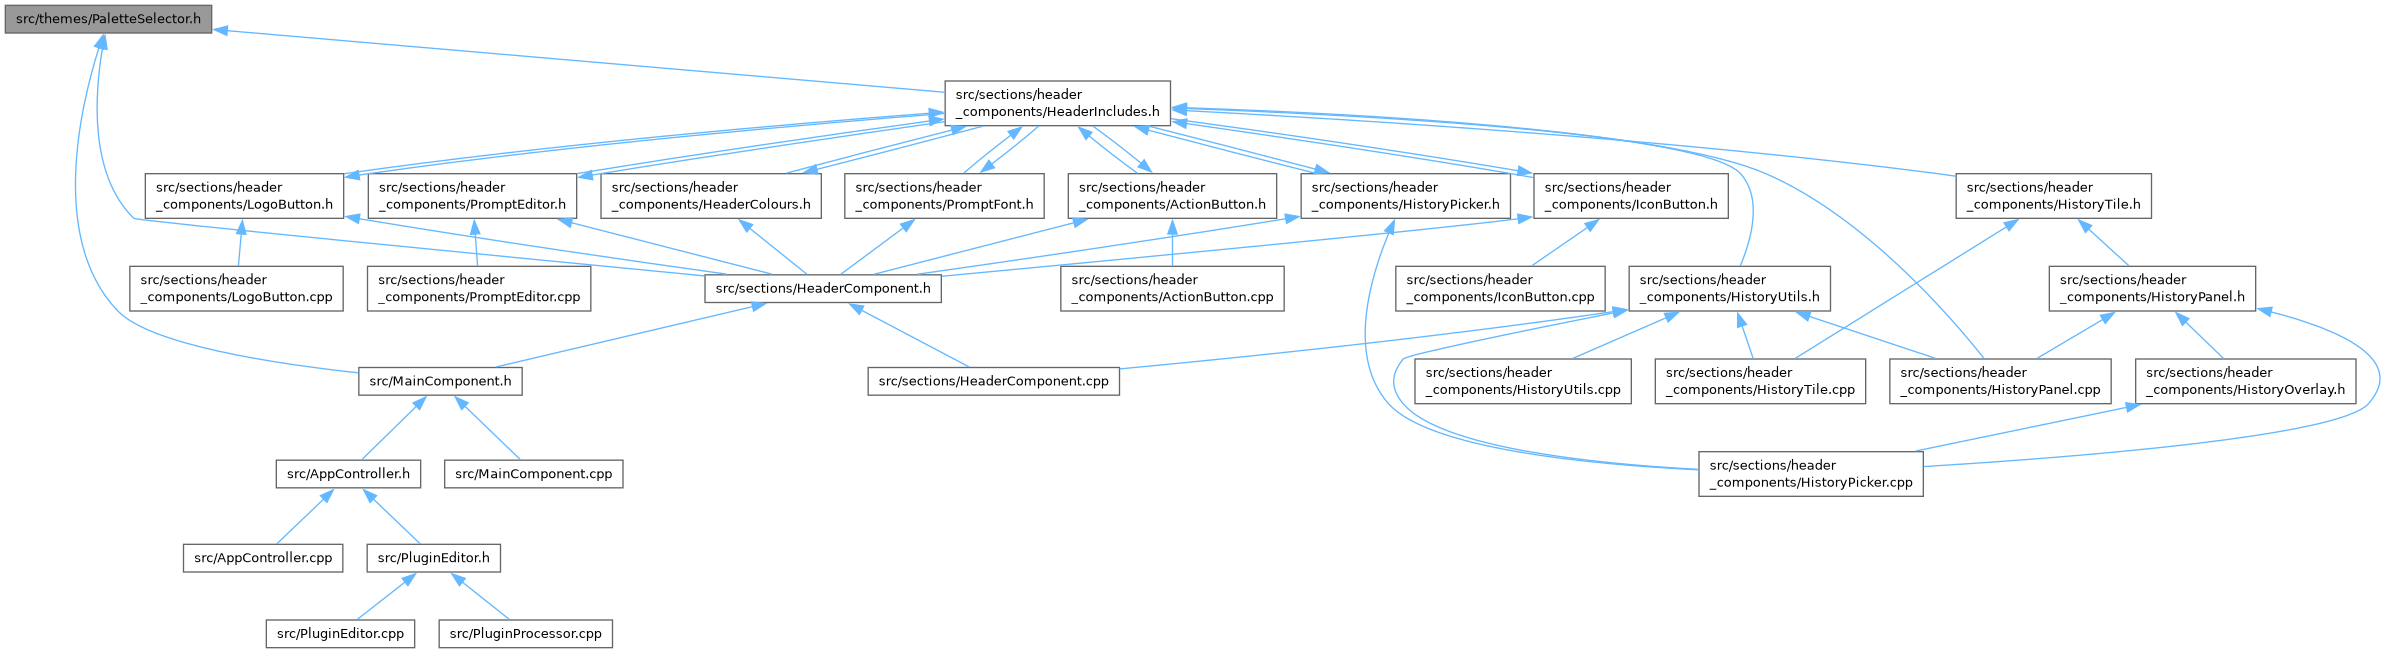 src/themes/PaletteSelector.h
src/sections/header
_components/HeaderIncludes.h
src/sections/header
_components/LogoButton.h
src/sections/header
_components/PromptEditor.h
src/sections/header
_components/HeaderColours.h
src/sections/header
_components/PromptFont.h
src/sections/header
_components/ActionButton.h
src/sections/header
_components/HistoryPicker.h
src/sections/header
_components/IconButton.h
src/sections/header
_components/HistoryTile.h
src/sections/header
_components/LogoButton.cpp
src/sections/header
_components/PromptEditor.cpp
src/sections/HeaderComponent.h
src/sections/header
_components/ActionButton.cpp
src/sections/header
_components/IconButton.cpp
src/sections/header
_components/HistoryUtils.h
src/sections/header
_components/HistoryPanel.h
src/MainComponent.h
src/sections/HeaderComponent.cpp
src/sections/header
_components/HistoryUtils.cpp
src/sections/header
_components/HistoryTile.cpp
src/sections/header
_components/HistoryPanel.cpp
src/sections/header
_components/HistoryOverlay.h
src/AppController.h
src/MainComponent.cpp
src/sections/header
_components/HistoryPicker.cpp
src/AppController.cpp
src/PluginEditor.h
src/PluginEditor.cpp
src/PluginProcessor.cpp